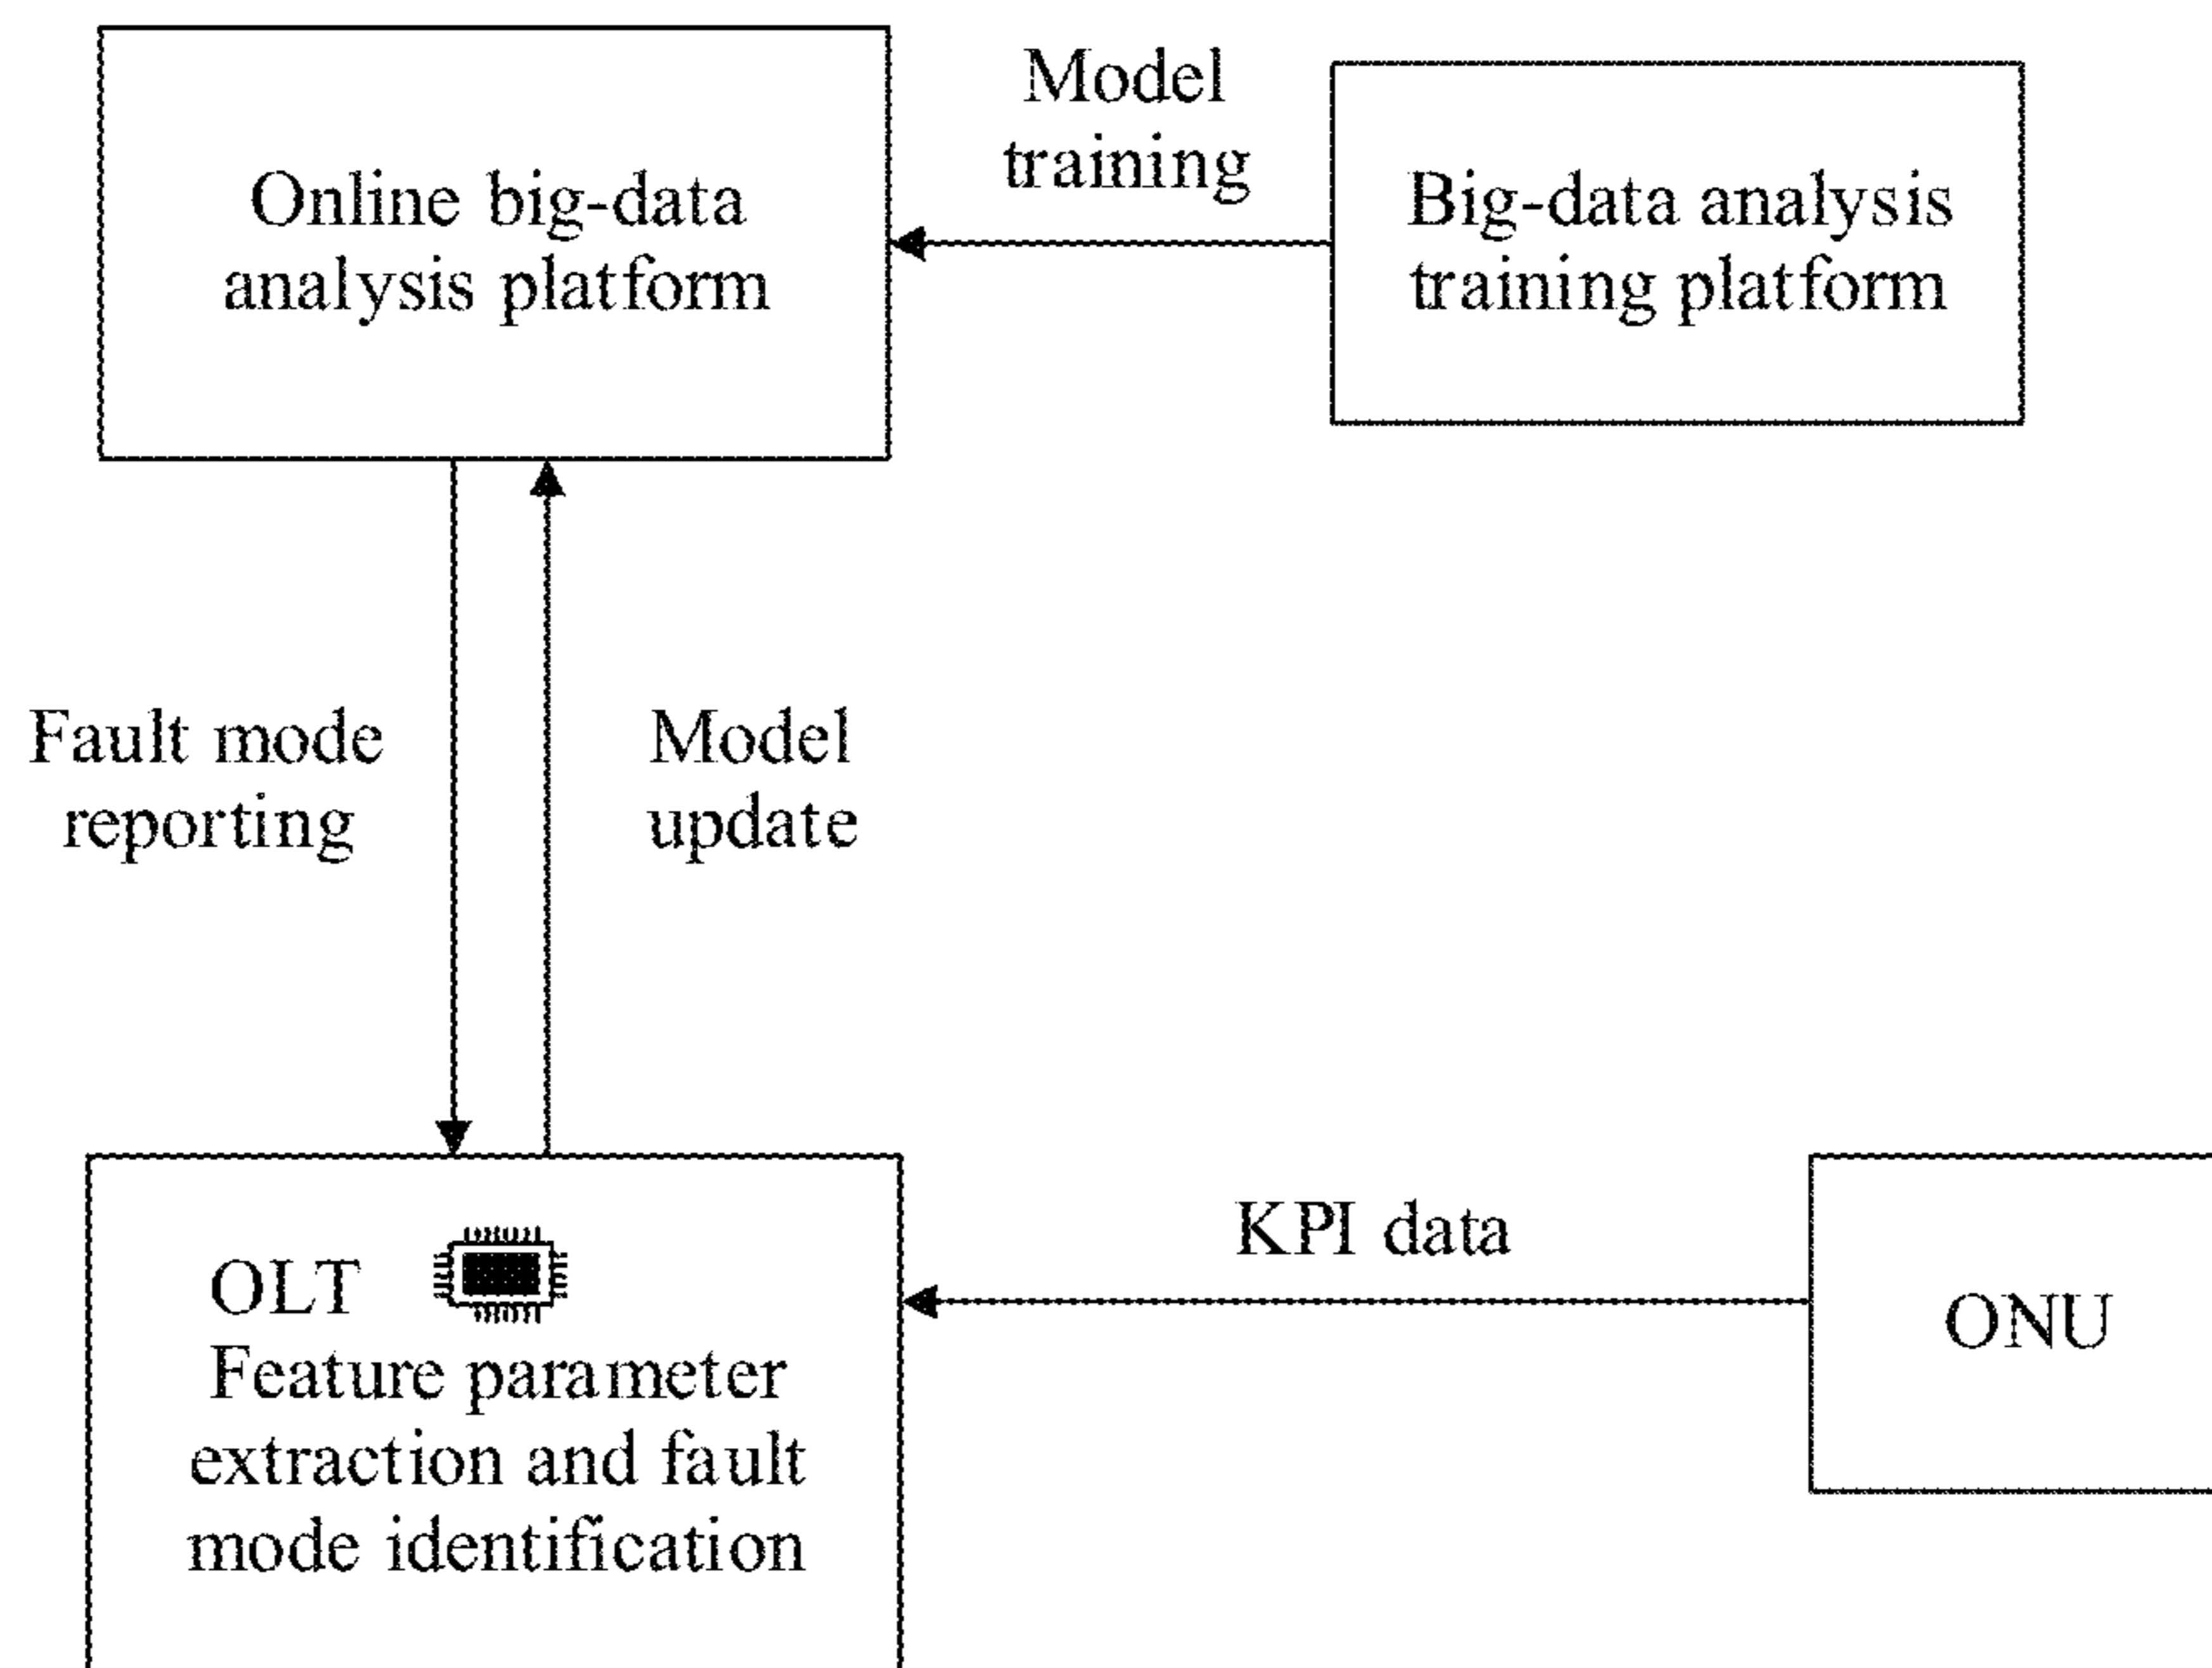 Online big-data
analysis platform
Model
training
Big-data analysis
training platform
Fault mode
reporting
Model
update
OLT
Feature parameter
extraction and fault
mode identification
KPI data
ONU